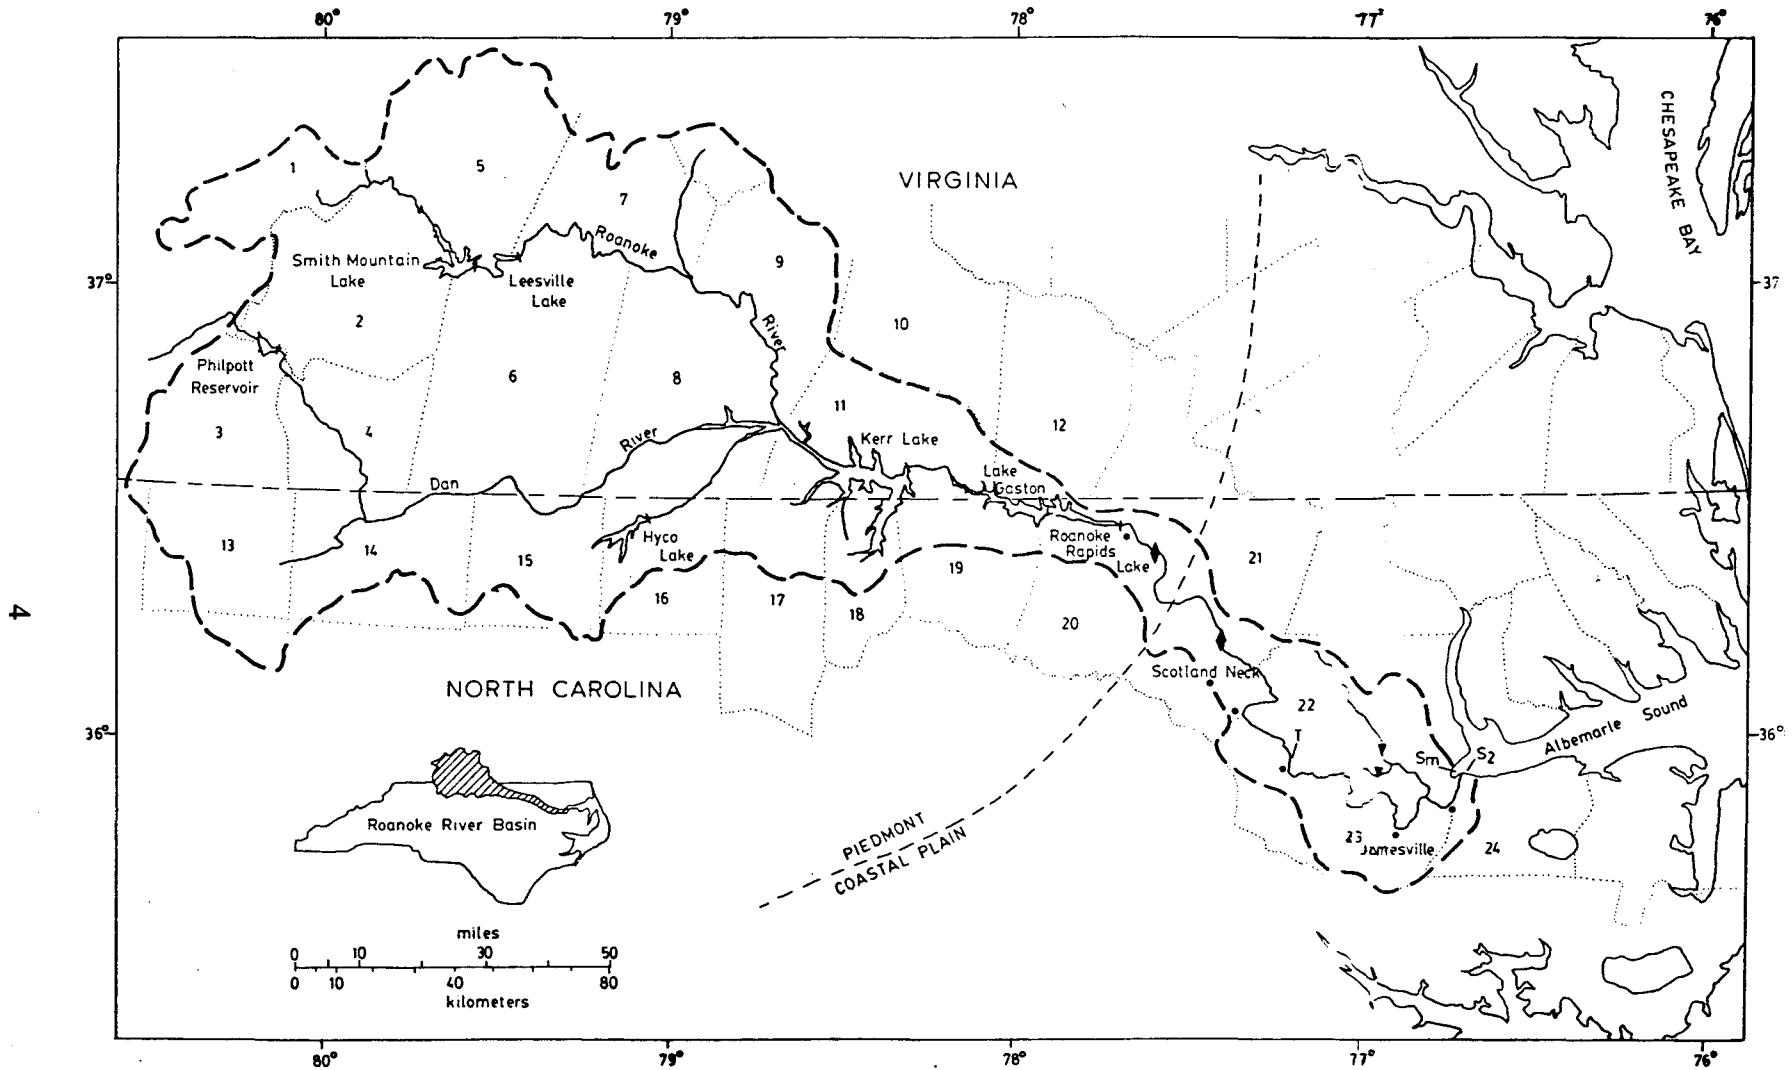 80° 79° 78° 77° 76°
CHESAPEAKE BAY
1
5
7
VIRGINIA
Roanoke
Smith Mountain
Lake
Leesville
Lake
9
37°
37
2
10
River
Philpott
Reservoir
6
8
11
3
4
River
Kerr Lake
12
Dan
Lake
Gaston
13
14
15
Hyco
Lake
Roanoke
Rapids
Lake
21
19
16
17
18
20
4
Scotland Neck
NORTH CAROLINA
22
36°
36°
T
Sm
S2
Albemarle Sound
Roanoke River Basin
PIEDMONT
COASTAL PLAIN
23
Jamesville
24
miles
0 10 30 50
0 10 40 80
kilometers
80° 79° 78° 77° 76°